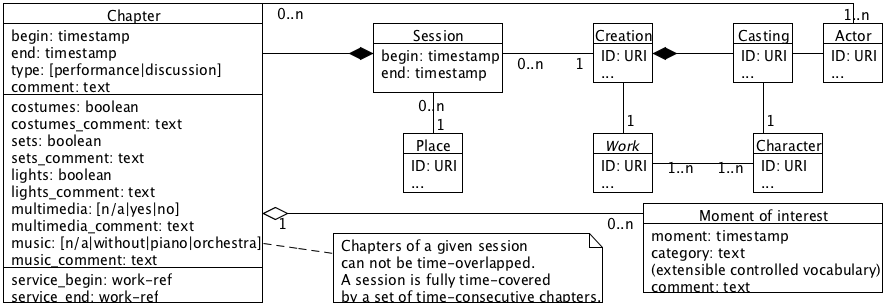 Chapter
begin: timestamp
end: timestamp
type: [performance|discussion]
comment: text
costumes: boolean
costumes_comment: text
sets: boolean
sets_comment: text
lights: boolean
lights_comment: text
multimedia: [n/a|yes|no]
multimedia_comment: text
music: [n/a|without|piano|orchestra]
music_comment: text
service_begin: work-ref
service_end: work-ref
0..n
1..n
Session
begin: timestamp
end: timestamp
0..n
1
Creation
ID: URI
...
Casting
ID: URI
...
Actor
ID: URI
...
0..n
1
Place
ID: URI
...
1
Work
ID: URI
...
1..n
1..n
1
Character
ID: URI
...
1
0..n
Moment of interest
moment: timestamp
category: text
(extensible controlled vocabulary)
comment: text
Chapters of a given session
can not be time-overlapped.
A session is fully time-covered
by a set of time-consecutive chapters.